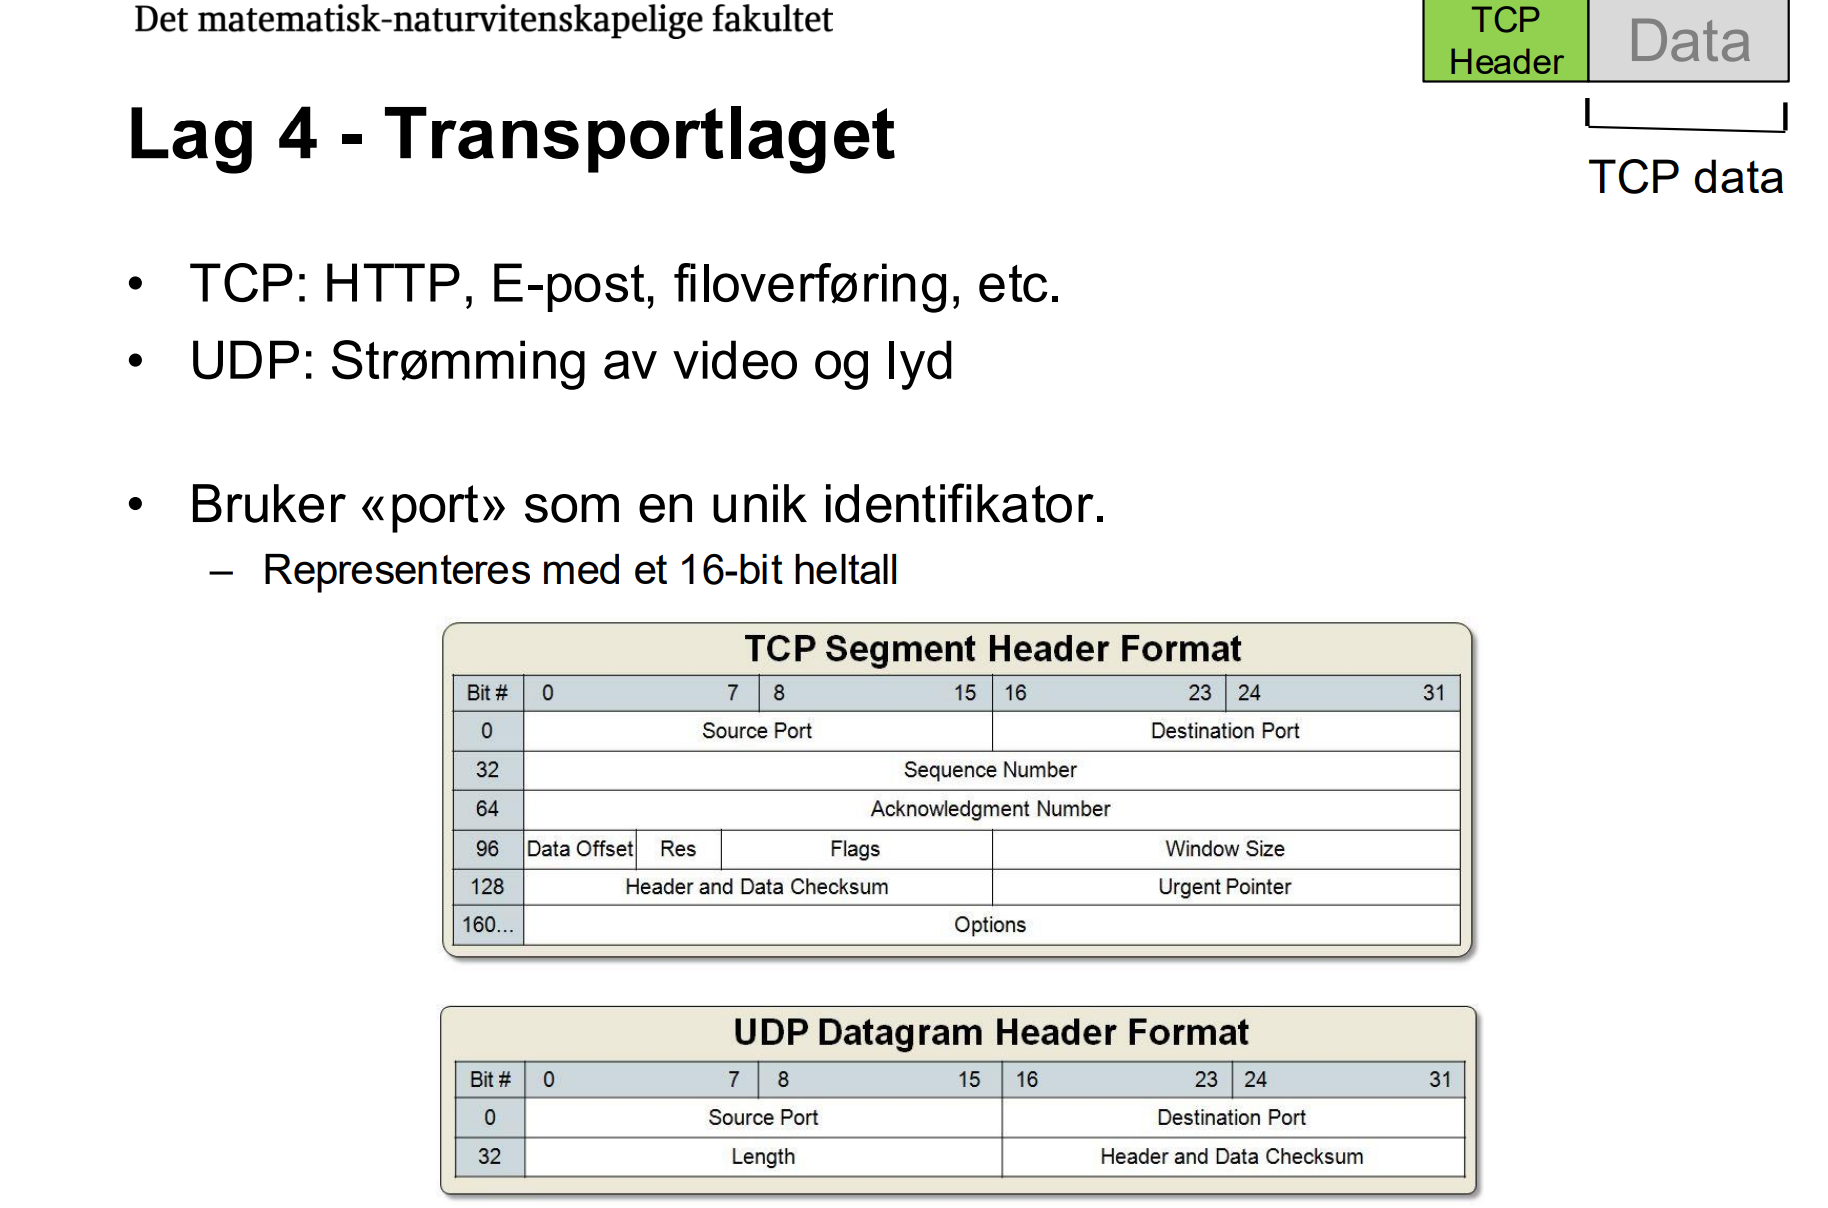 Det matematisk-naturvitenskapelige fakultet
TCP
Header
Data
TCP data
Lag 4 - Transportlaget
• TCP: HTTP, E-post, filoverføring, etc.
• UDP: Strømming av video og lyd
• Bruker «port» som en unik identifikator.
– Representeres med et 16-bit heltall
TCP Segment Header Format
Bit # 0 7 8 15 16 23 24 31
0 Source Port Destination Port
32 Sequence Number
64 Acknowledgment Number
96 Data Offset Res Flags Window Size
128 Header and Data Checksum Urgent Pointer
160... Options
UDP Datagram Header Format
Bit # 0 7 8 15 16 23 24 31
0 Source Port Destination Port
32 Length Header and Data Checksum